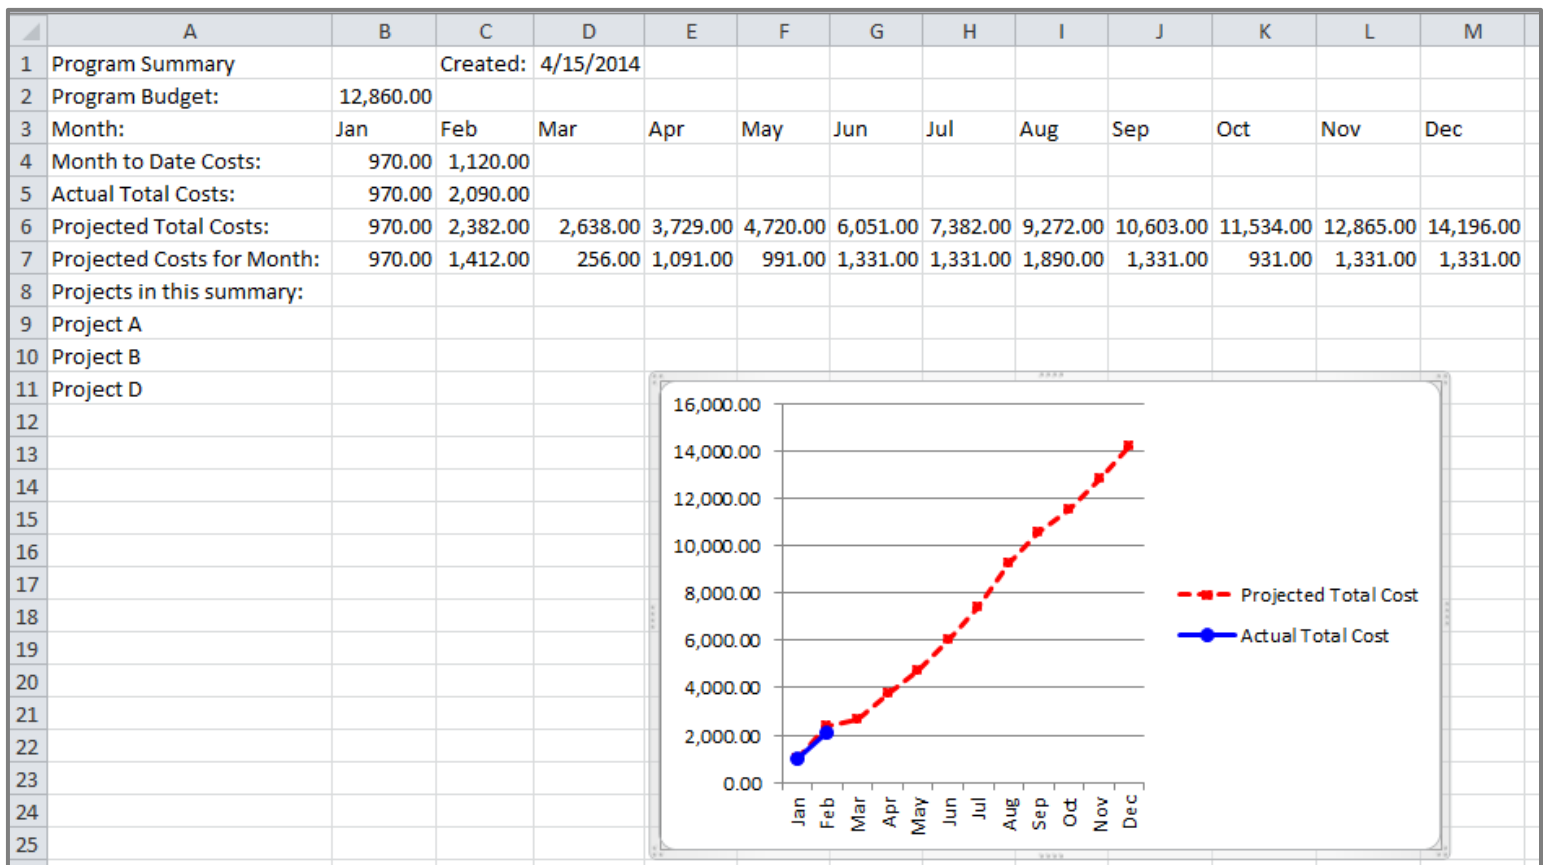 A B C D E F G H I J K L M
1 Program Summary Created: 4/15/2014
2 Program Budget: 12,860.00
3 Month: Jan Feb Mar Apr May Jun Jul Aug Sep Oct Nov Dec
4 Month to Date Costs: 970.00 1,120.00
5 Actual Total Costs: 970.00 2,090.00
6 Projected Total Costs: 970.00 2,382.00 2,638.00 3,729.00 4,720.00 6,051.00 7,382.00 9,272.00 10,603.00 11,534.00 12,865.00 14,196.00
7 Projected Costs for Month: 970.00 1,412.00 256.00 1,091.00 991.00 1,331.00 1,331.00 1,890.00 1,331.00 931.00 1,331.00 1,331.00
8 Projects in this summary:
9 Project A
10 Project B
11 Project D
12
13
14
15
16
17
18
19
20
21
22
23
24
25
16,000.00
14,000.00
12,000.00
10,000.00
8,000.00
6,000.00
4,000.00
2,000.00
0.00
Jan Feb Mar Apr May Jun Jul Aug Sep Oct Nov Dec
Projected Total Cost
Actual Total Cost